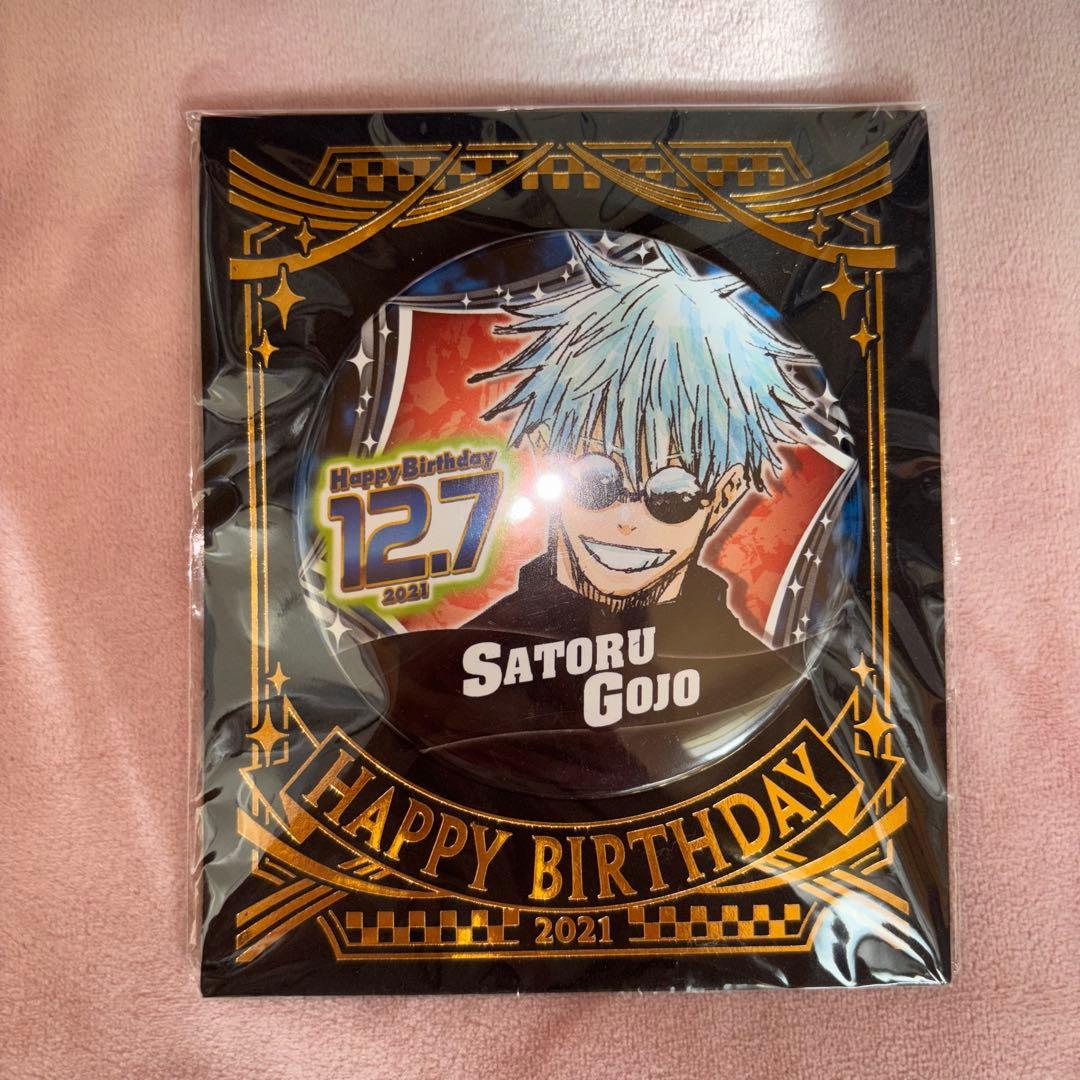 Happy Birthday
12.7
2021
SATORU
GOJO
HAPPY BIRTHDAY
2021